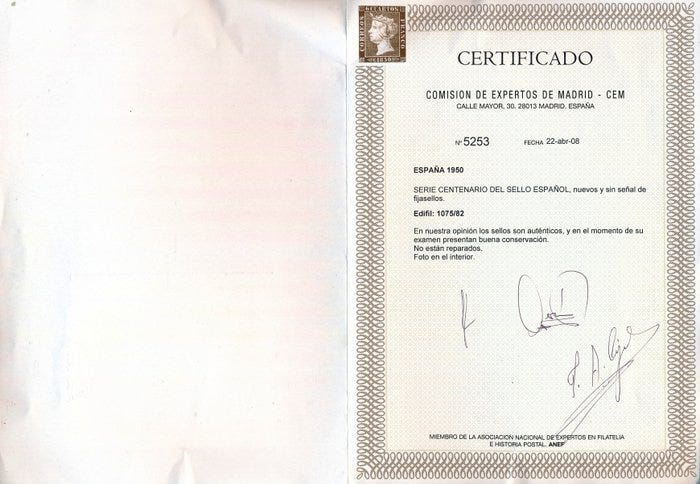 6 CUARTOS
CORREOS
FRANCO
1850
CERTIFICADO
COMISION DE EXPERTOS DE MADRID - CEM
CALLE MAYOR, 30. 28013 MADRID. ESPAÑA
Nº 5253 FECHA 22-abr-08
ESPAÑA 1950
SERIE CENTENARIO DEL SELLO ESPAÑOL, nuevos y sin señal de
fijasellos.
Edifil: 1075/82
En nuestra opinión los sellos son auténticos, y en el momento de su
examen presentan buena conservación.
No están reparados.
Foto en el interior.
MIEMBRO DE LA ASOCIACION NACIONAL DE EXPERTOS EN FILATELIA
E HISTORIA POSTAL. ANEF